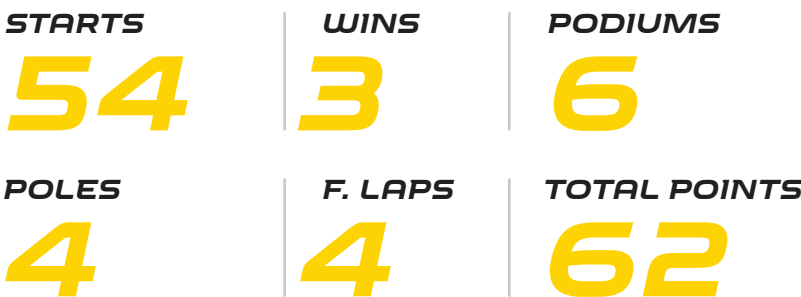 STARTS WINS PODIUMS
54 3 6
POLES F. LAPS TOTAL POINTS
4 4 62